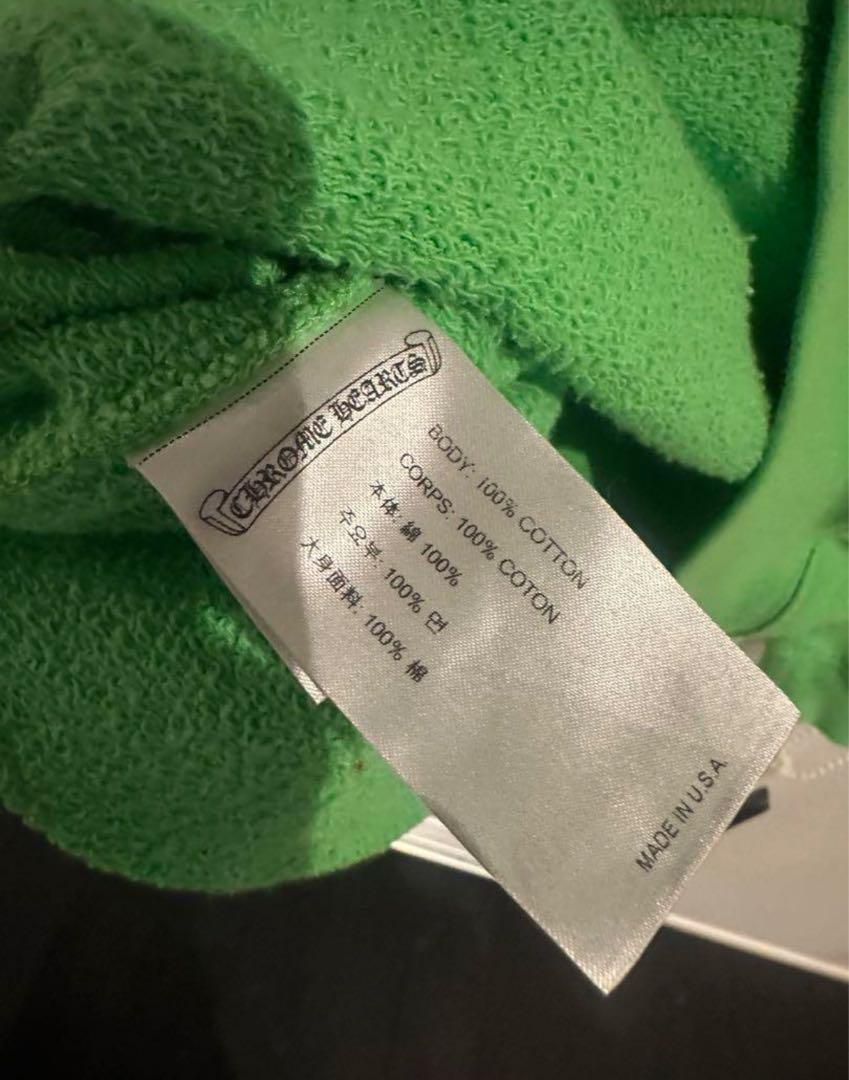 CHROME HEARTS
BODY: 100% COTTON
CORPS: 100% COTON
本体: 綿 100%
주요부: 100% 면
大身面料: 100% 棉
MADE IN U.S.A